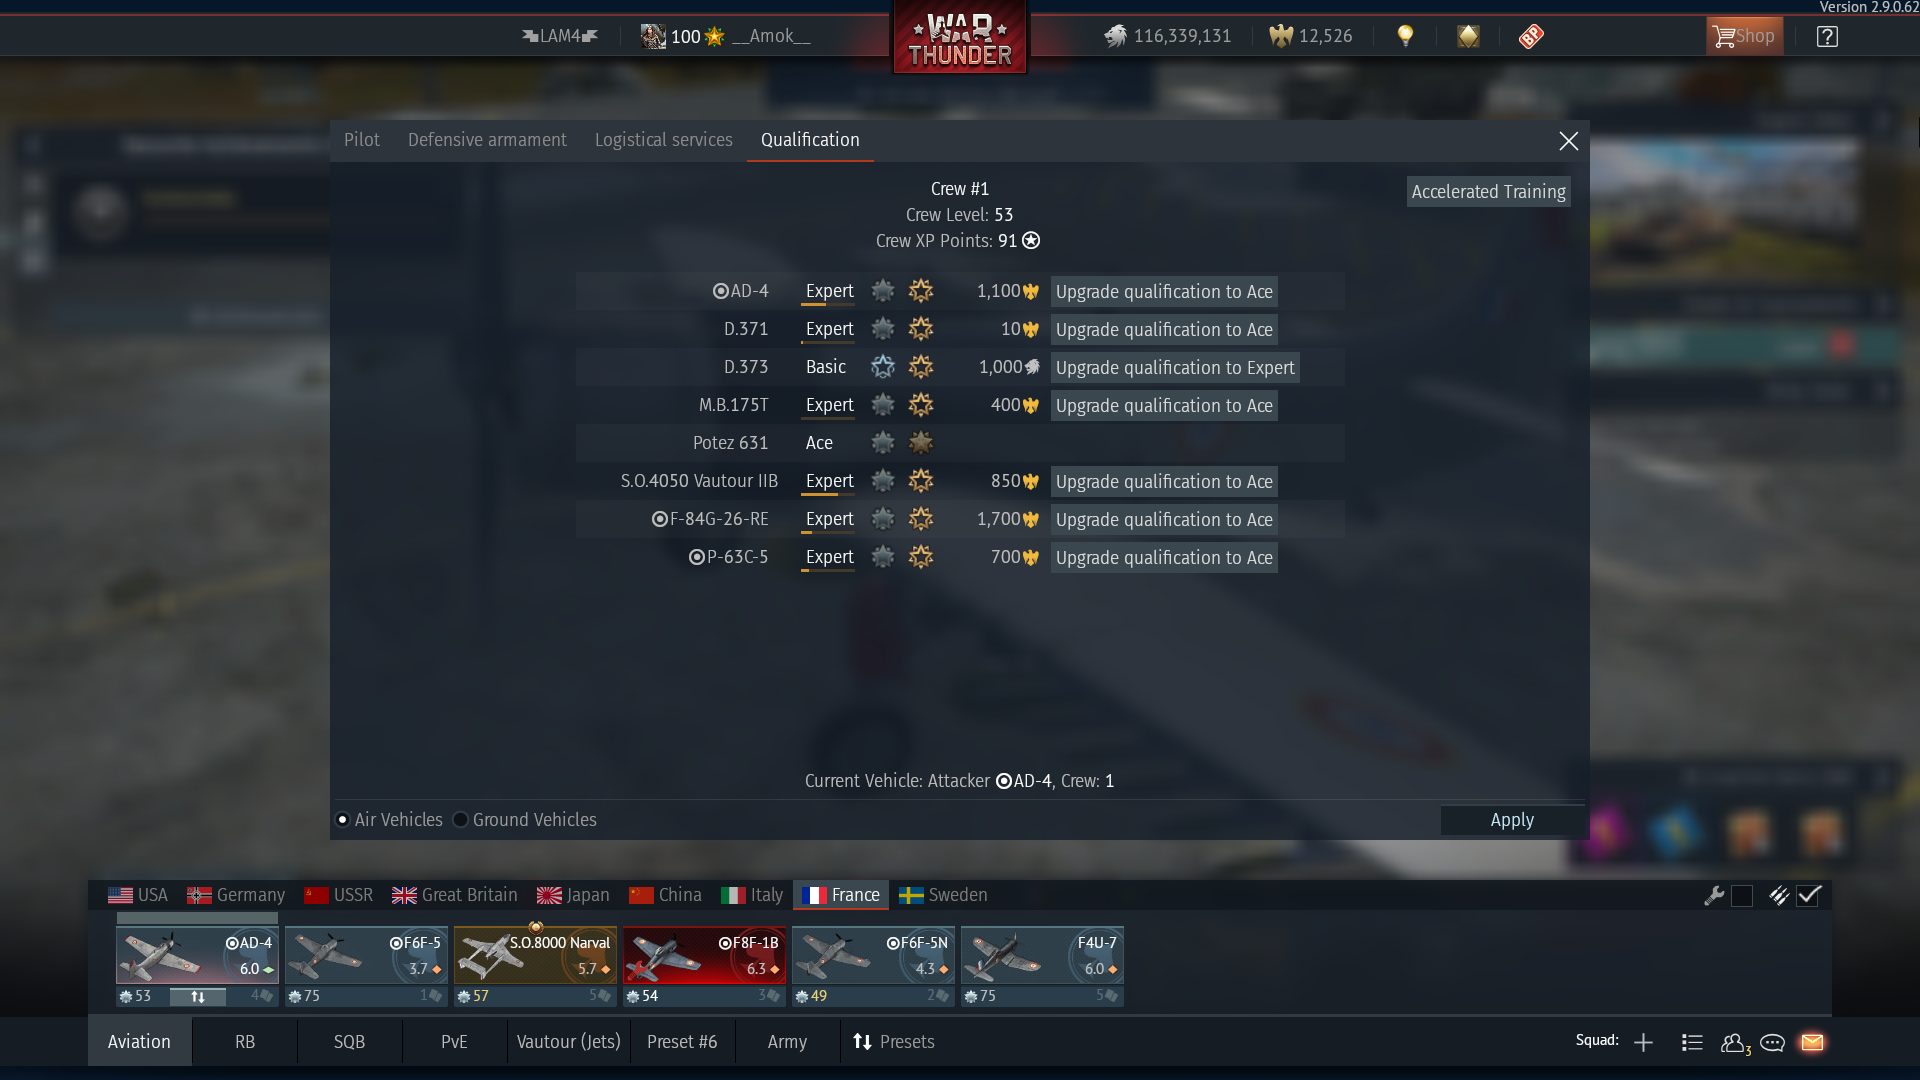 Version 2.9.0.62
LAM4
100 __Amok__
WAR THUNDER
116,339,131
12,526
BP
Shop
?
Pilot
Defensive armament
Logistical services
Qualification
Accelerated Training
Crew #1
Crew Level: 53
Crew XP Points: 91
AD-4 Expert 1,100 Upgrade qualification to Ace
D.371 Expert 10 Upgrade qualification to Ace
D.373 Basic 1,000 Upgrade qualification to Expert
M.B.175T Expert 400 Upgrade qualification to Ace
Potez 631 Ace
S.O.4050 Vautour IIB Expert 850 Upgrade qualification to Ace
F-84G-26-RE Expert 1,700 Upgrade qualification to Ace
P-63C-5 Expert 700 Upgrade qualification to Ace
Current Vehicle: Attacker AD-4, Crew: 1
Air Vehicles Ground Vehicles
Apply
USA Germany USSR Great Britain Japan China Italy France Sweden
AD-4 F6F-5 S.O.8000 Narval F8F-1B F6F-5N F4U-7
6.0 3.7 5.7 6.3 4.3 6.0
53 4 75 1 57 5 54 3 49 2 75 5
Aviation RB SQB PvE Vautour (Jets) Preset #6 Army Presets
Squad: 3